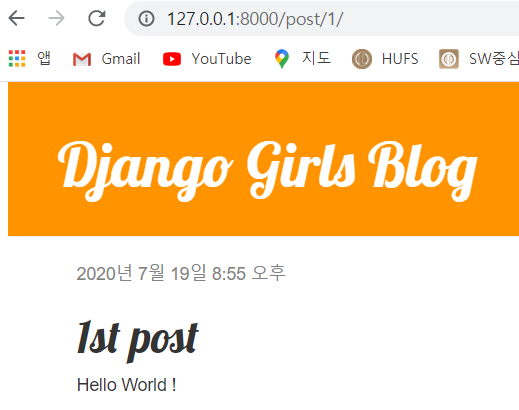 127.0.0.1:8000/post/1/
앱 Gmail YouTube 지도 HUFS SW중심
Django Girls Blog
2020년 7월 19일 8:55 오후
1st post
Hello World !